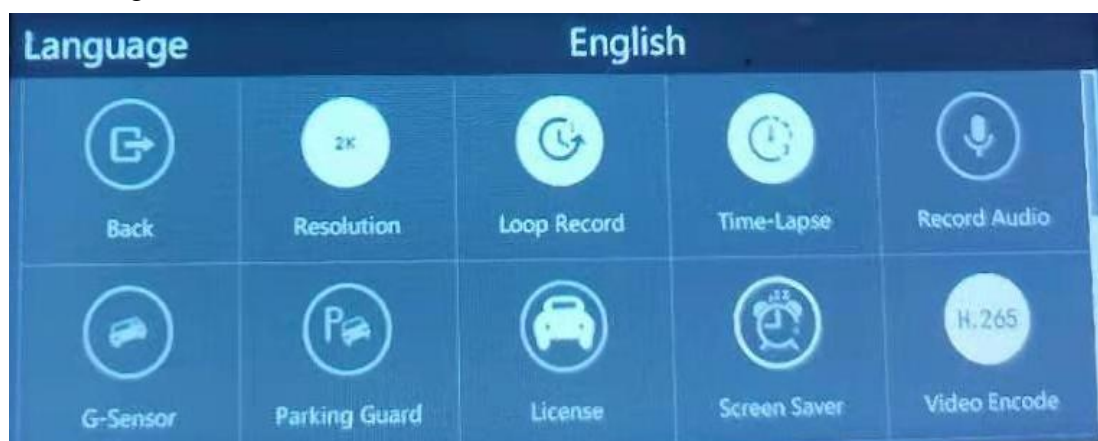 Language English
2K
Back Resolution Loop Record Time-Lapse Record Audio
P zzz H.265
G-Sensor Parking Guard License Screen Saver Video Encode